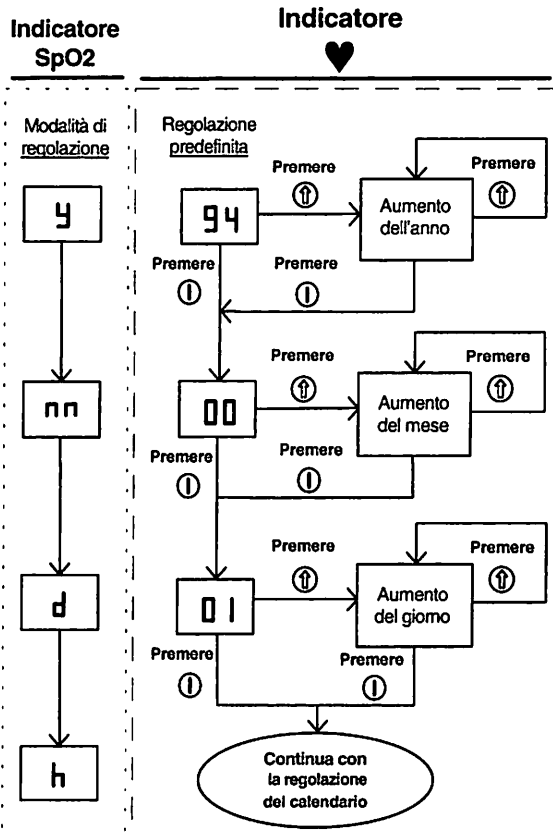 Indicatore
SpO2
Indicatore
Modalità di
regolazione
Regolazione
predefinita
Premere
Premere
y
94
Aumento
dell'anno
Premere
Premere
Premere
Premere
nn
00
Aumento
del mese
Premere
Premere
Premere
Premere
d
01
Aumento
del giorno
Premere
Premere
h
Continua con
la regolazione
del calendario